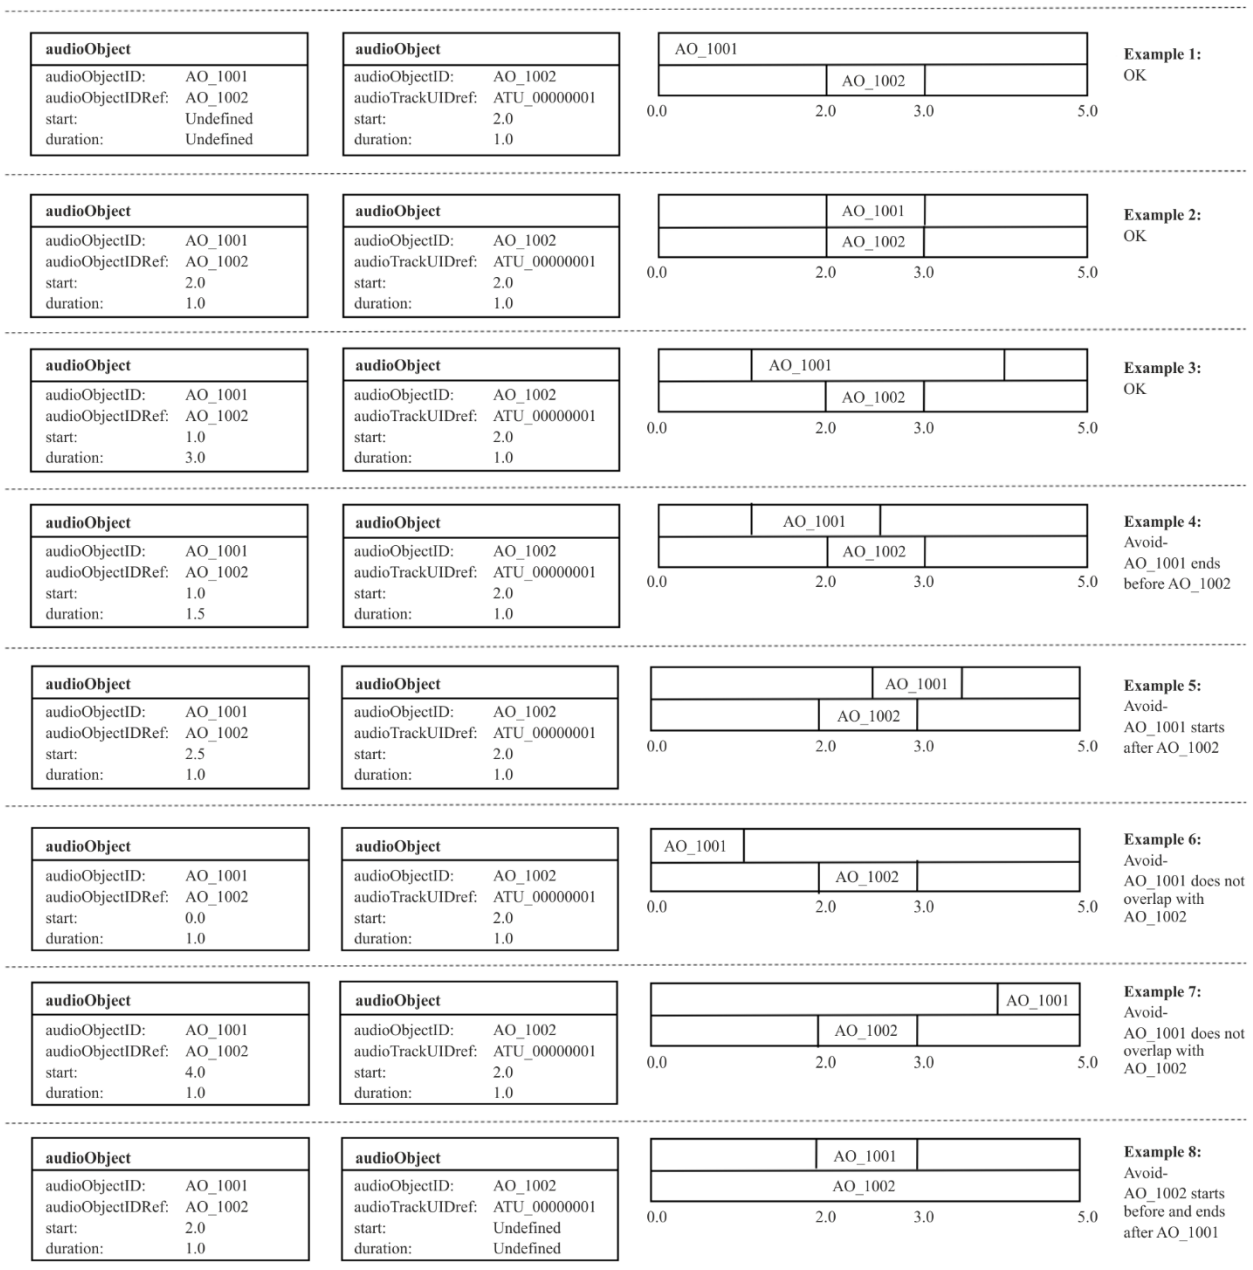 audioObject
audioObjectID: AO_1001
audioObjectIDRef: AO_1002
start: Undefined
duration: Undefined
audioObject
audioObjectID: AO_1002
audioTrackUIDref: ATU_00000001
start: 2.0
duration: 1.0
AO_1001
AO_1002
0.0 2.0 3.0 5.0
Example 1:
OK
audioObject
audioObjectID: AO_1001
audioObjectIDRef: AO_1002
start: 2.0
duration: 1.0
audioObject
audioObjectID: AO_1002
audioTrackUIDref: ATU_00000001
start: 2.0
duration: 1.0
AO_1001
AO_1002
0.0 2.0 3.0 5.0
Example 2:
OK
audioObject
audioObjectID: AO_1001
audioObjectIDRef: AO_1002
start: 1.0
duration: 3.0
audioObject
audioObjectID: AO_1002
audioTrackUIDref: ATU_00000001
start: 2.0
duration: 1.0
AO_1001
AO_1002
0.0 2.0 3.0 5.0
Example 3:
OK
audioObject
audioObjectID: AO_1001
audioObjectIDRef: AO_1002
start: 1.0
duration: 1.5
audioObject
audioObjectID: AO_1002
audioTrackUIDref: ATU_00000001
start: 2.0
duration: 1.0
AO_1001
AO_1002
0.0 2.0 3.0 5.0
Example 4:
Avoid-
AO_1001 ends
before AO_1002
audioObject
audioObjectID: AO_1001
audioObjectIDRef: AO_1002
start: 2.5
duration: 1.0
audioObject
audioObjectID: AO_1002
audioTrackUIDref: ATU_00000001
start: 2.0
duration: 1.0
AO_1001
AO_1002
0.0 2.0 3.0 5.0
Example 5:
Avoid-
AO_1001 starts
after AO_1002
audioObject
audioObjectID: AO_1001
audioObjectIDRef: AO_1002
start: 0.0
duration: 1.0
audioObject
audioObjectID: AO_1002
audioTrackUIDref: ATU_00000001
start: 2.0
duration: 1.0
AO_1001
AO_1002
0.0 2.0 3.0 5.0
Example 6:
Avoid-
AO_1001 does not
overlap with
AO_1002
audioObject
audioObjectID: AO_1001
audioObjectIDRef: AO_1002
start: 4.0
duration: 1.0
audioObject
audioObjectID: AO_1002
audioTrackUIDref: ATU_00000001
start: 2.0
duration: 1.0
AO_1001
AO_1002
0.0 2.0 3.0 5.0
Example 7:
Avoid-
AO_1001 does not
overlap with
AO_1002
audioObject
audioObjectID: AO_1001
audioObjectIDRef: AO_1002
start: 2.0
duration: 1.0
audioObject
audioObjectID: AO_1002
audioTrackUIDref: ATU_00000001
start: Undefined
duration: Undefined
AO_1001
AO_1002
0.0 2.0 3.0 5.0
Example 8:
Avoid-
AO_1002 starts
before and ends
after AO_1001